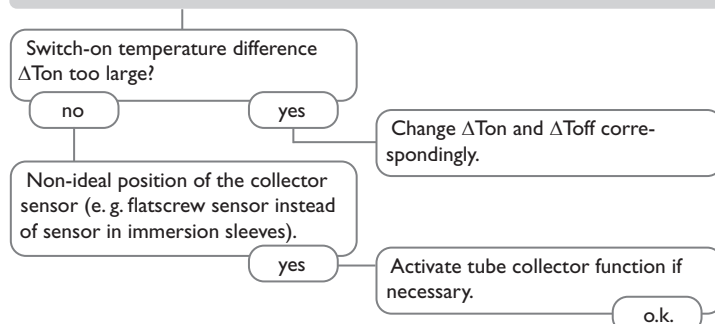 Switch-on temperature difference
ΔTon too large?
no
yes
Change ΔTon and ΔToff corre-
spondingly.
Non-ideal position of the collector
sensor (e. g. flatscrew sensor instead
of sensor in immersion sleeves).
yes
Activate tube collector function if
necessary.
o.k.